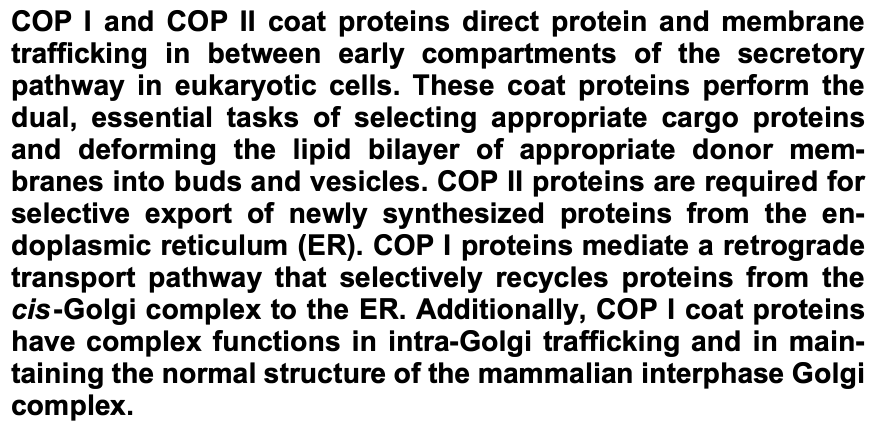 COP I and COP II coat proteins direct protein and membrane
trafficking in between early compartments of the secretory
pathway in eukaryotic cells. These coat proteins perform the
dual, essential tasks of selecting appropriate cargo proteins
and deforming the lipid bilayer of appropriate donor mem-
branes into buds and vesicles. COP II proteins are required for
selective export of newly synthesized proteins from the en-
doplasmic reticulum (ER). COP I proteins mediate a retrograde
transport pathway that selectively recycles proteins from the
cis-Golgi complex to the ER. Additionally, COP I coat proteins
have complex functions in intra-Golgi trafficking and in main-
taining the normal structure of the mammalian interphase Golgi
complex.